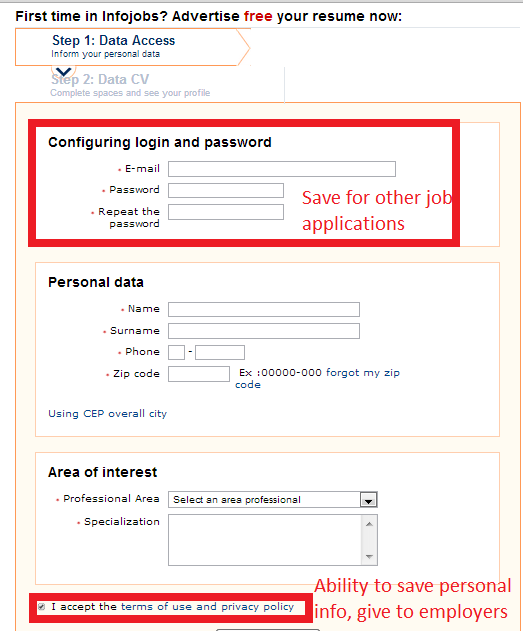 First time in Infojobs? Advertise free your resume now:
Step 1: Data Access
Inform your personal data
Step 2: Data CV
Complete spaces and see your profile
Configuring login and password
• E-mail
• Password
• Repeat the
password
Save for other job
applications
Personal data
• Name
• Surname
• Phone
-
• Zip code
Ex :00000-000 forgot my zip
code
Using CEP overall city
Area of interest
• Professional Area
Select an area professional
• Specialization
I accept the terms of use and privacy policy
Ability to save personal
info, give to employers